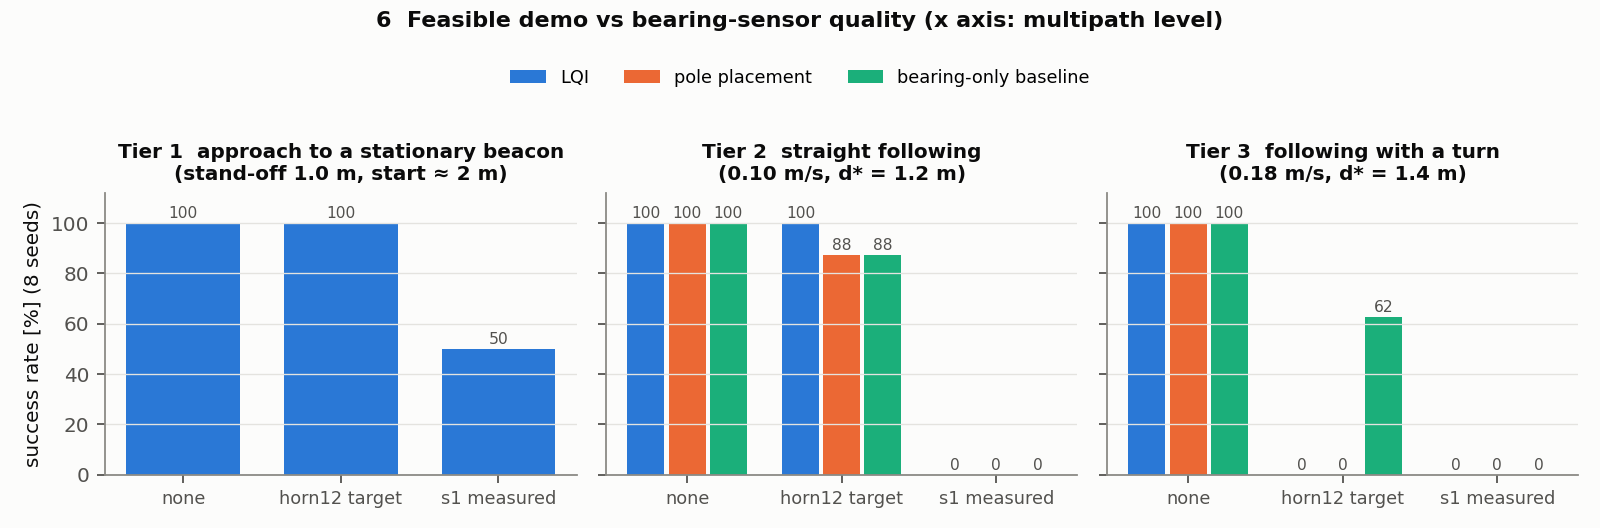 6  Feasible demo vs bearing-sensor quality (x axis: multipath level)
LQI
pole placement
bearing-only baseline
Tier 1  approach to a stationary beacon
(stand-off 1.0 m, start ≈ 2 m)
success rate [%] (8 seeds)
100
80
60
40
20
0
100
100
50
none
horn12 target
s1 measured
Tier 2  straight following
(0.10 m/s, d* = 1.2 m)
100
100
100
100
88
88
0
0
0
none
horn12 target
s1 measured
Tier 3  following with a turn
(0.18 m/s, d* = 1.4 m)
100
100
100
0
0
62
0
0
0
none
horn12 target
s1 measured